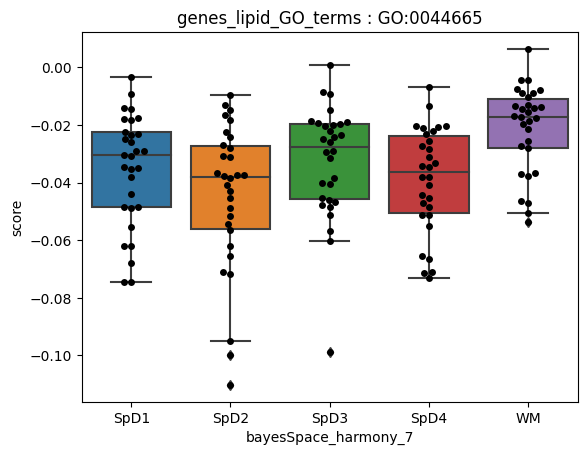 genes_lipid_GO_terms : GO:0044665
0.00
−0.02
−0.04
−0.06
−0.08
−0.10
score
SpD1 SpD2 SpD3 SpD4 WM
bayesSpace_harmony_7